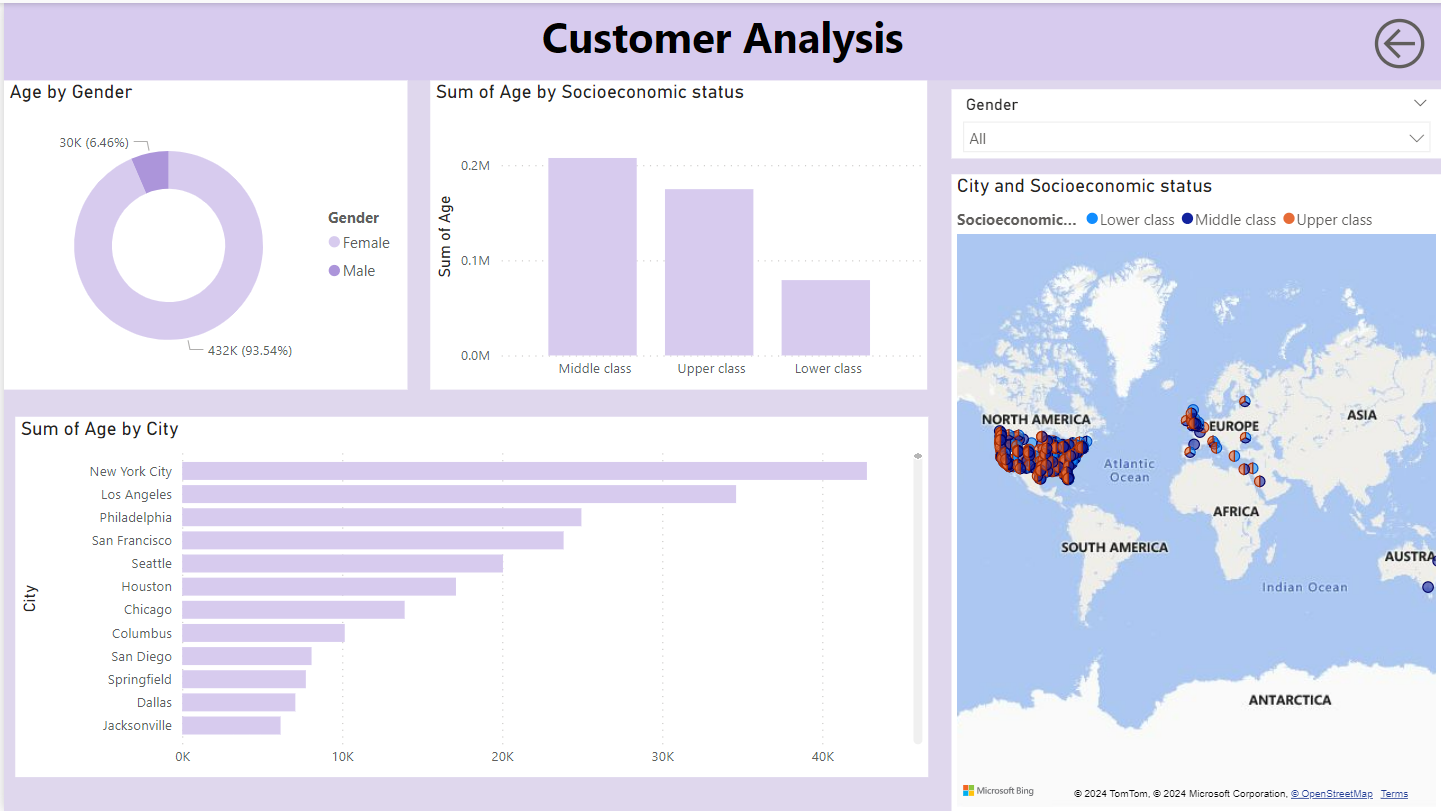 Customer Analysis
Age by Gender
30K (6.46%)
Gender
Female
Male
432K (93.54%)
Sum of Age by Socioeconomic status
Sum of Age
0.2M
0.1M
0.0M
Middle class
Upper class
Lower class
Gender
All
City and Socioeconomic status
Socioeconomic... Lower class Middle class Upper class
NORTH AMERICA
EUROPE
ASIA
Atlantic
Ocean
AFRICA
SOUTH AMERICA
AUSTRA
Indian Ocean
ANTARCTICA
Microsoft Bing
© 2024 TomTom, © 2024 Microsoft Corporation, © OpenStreetMap Terms
Sum of Age by City
City
New York City
Los Angeles
Philadelphia
San Francisco
Seattle
Houston
Chicago
Columbus
San Diego
Springfield
Dallas
Jacksonville
0K 10K 20K 30K 40K